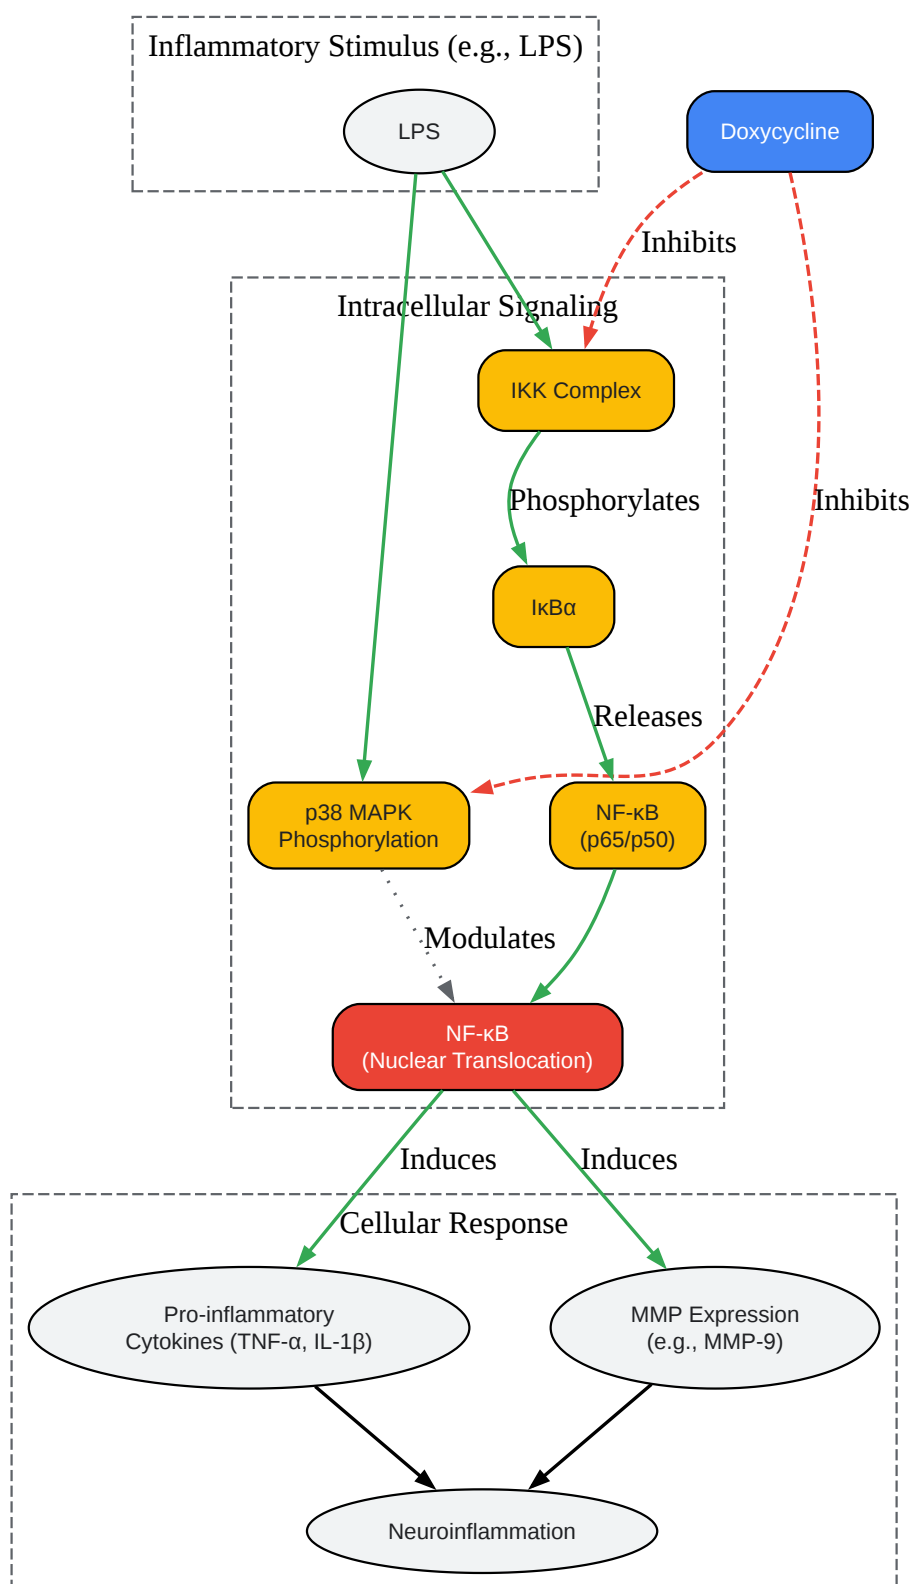 Inflammatory Stimulus (e.g., LPS)
LPS
Doxycycline
Inhibits
Intracellular Signaling
IKK Complex
Phosphorylates
Inhibits
IκBα
Releases
p38 MAPK
Phosphorylation
NF-κB
(p65/p50)
Modulates
NF-κB
(Nuclear Translocation)
Induces
Induces
Cellular Response
Pro-inflammatory
Cytokines (TNF-α, IL-1β)
MMP Expression
(e.g., MMP-9)
Neuroinflammation